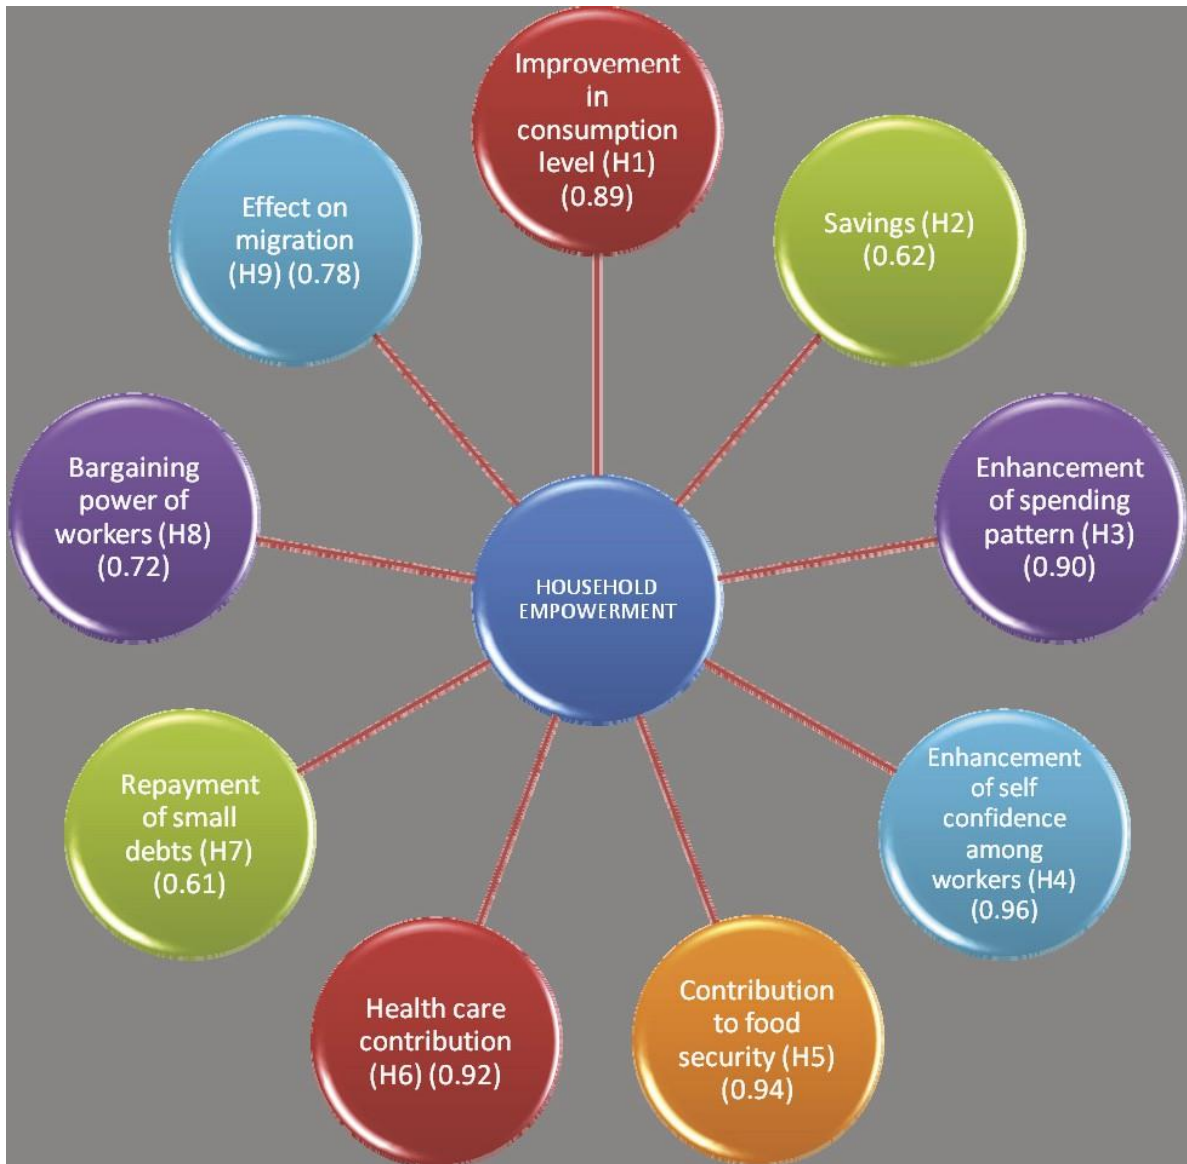 Improvement
in
consumption
level (H1)
(0.89)
Savings (H2)
(0.62)
Enhancement
of spending
pattern (H3)
(0.90)
Enhancement
of self
confidence
among
workers (H4)
(0.96)
Contribution
to food
security (H5)
(0.94)
Health care
contribution
(H6) (0.92)
Repayment
of small
debts (H7)
(0.61)
Bargaining
power of
workers (H8)
(0.72)
Effect on
migration
(H9) (0.78)
HOUSEHOLD
EMPOWERMENT